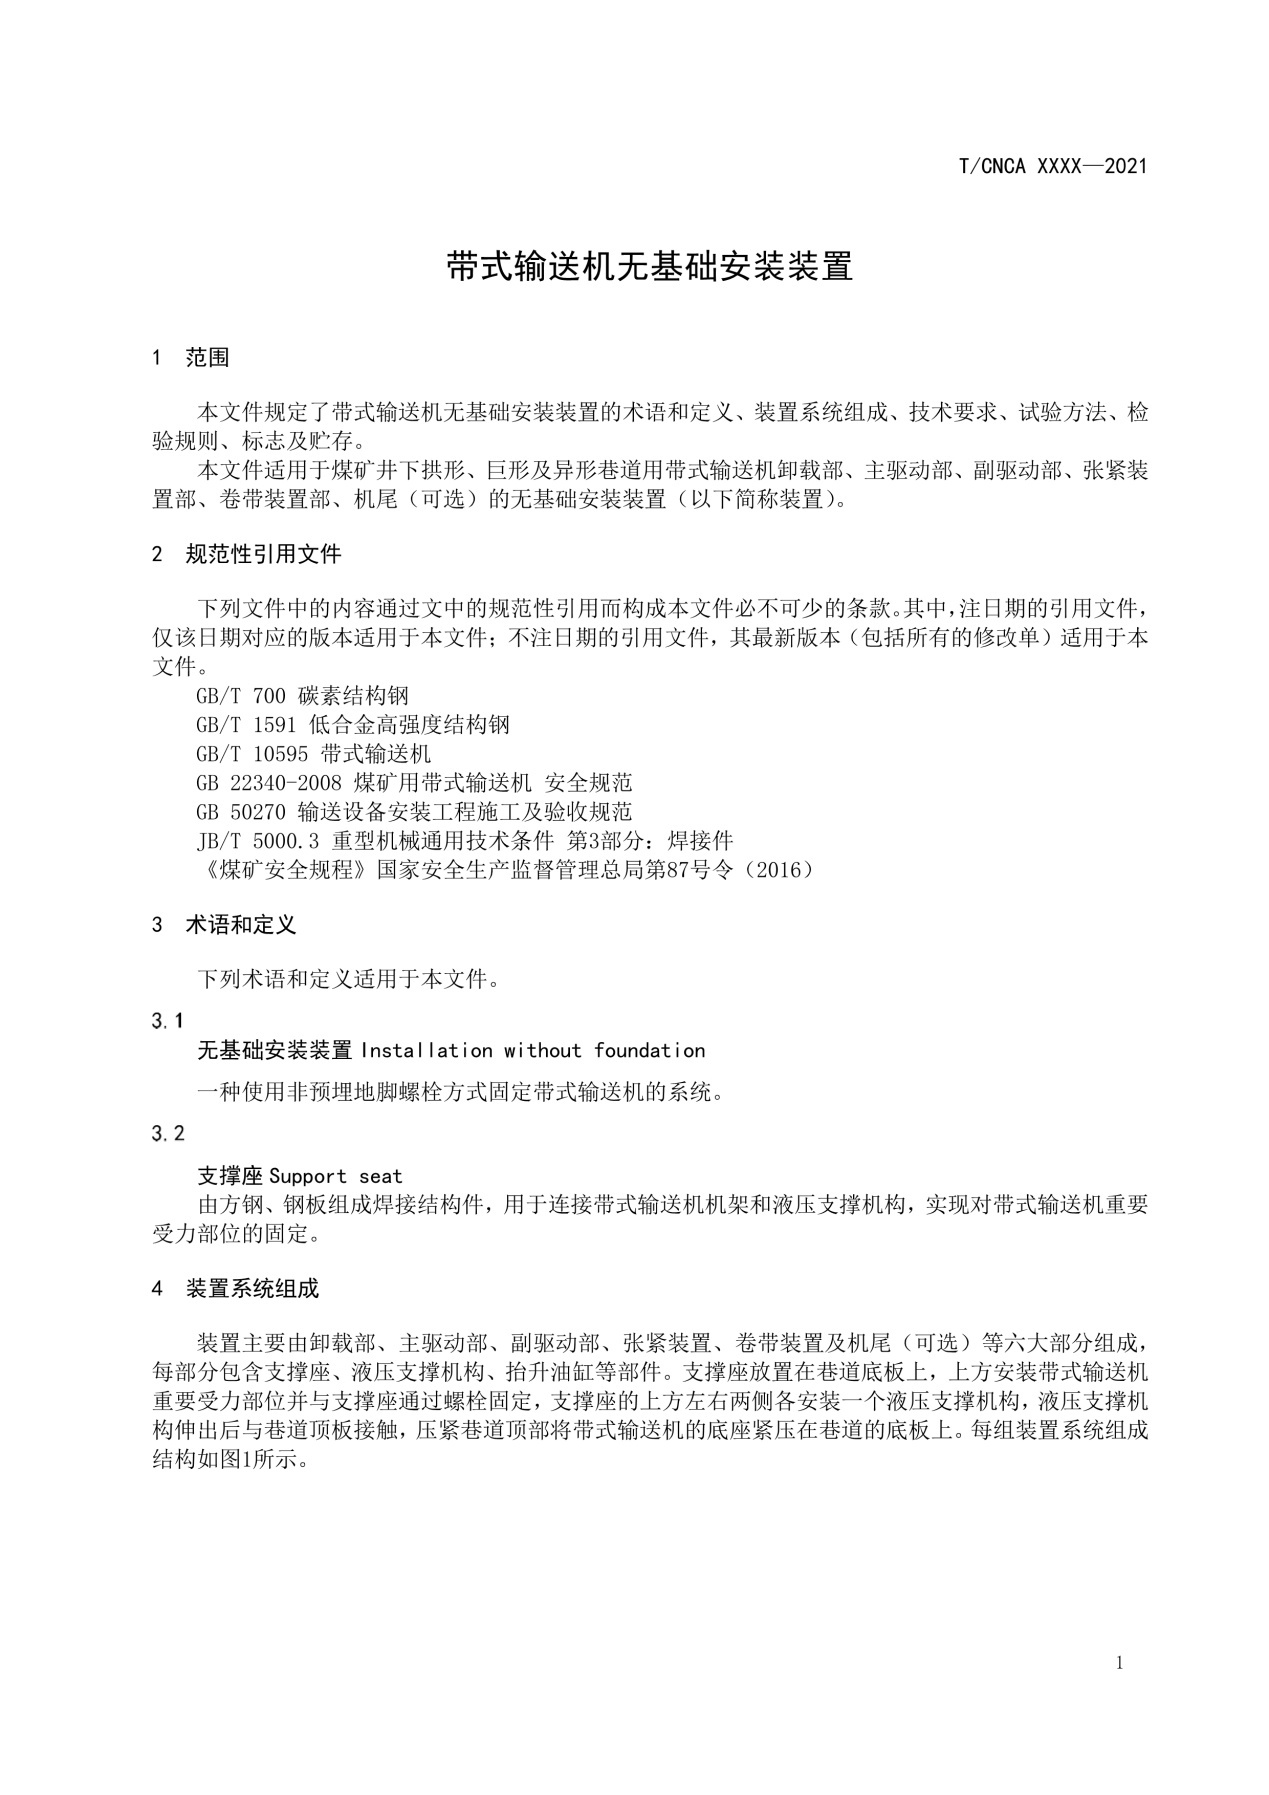 T/CNCA XXXX—2021
带式输送机无基础安装装置
1 范围
本文件规定了带式输送机无基础安装装置的术语和定义、装置系统组成、技术要求、试验方法、检
验规则、标志及贮存。
本文件适用于煤矿井下拱形、巨形及异形巷道用带式输送机卸载部、主驱动部、副驱动部、张紧装
置部、卷带装置部、机尾（可选）的无基础安装装置（以下简称装置）。
2 规范性引用文件
下列文件中的内容通过文中的规范性引用而构成本文件必不可少的条款。其中，注日期的引用文件，
仅该日期对应的版本适用于本文件；不注日期的引用文件，其最新版本（包括所有的修改单）适用于本
文件。
GB/T 700 碳素结构钢
GB/T 1591 低合金高强度结构钢
GB/T 10595 带式输送机
GB 22340-2008 煤矿用带式输送机 安全规范
GB 50270 输送设备安装工程施工及验收规范
JB/T 5000.3 重型机械通用技术条件 第3部分：焊接件
《煤矿安全规程》国家安全生产监督管理总局第87号令（2016）
3 术语和定义
下列术语和定义适用于本文件。
3.1
无基础安装装置 Installation without foundation
一种使用非预埋地脚螺栓方式固定带式输送机的系统。
3.2
支撑座 Support seat
由方钢、钢板组成焊接结构件，用于连接带式输送机机架和液压支撑机构，实现对带式输送机重要
受力部位的固定。
4 装置系统组成
装置主要由卸载部、主驱动部、副驱动部、张紧装置、卷带装置及机尾（可选）等六大部分组成，
每部分包含支撑座、液压支撑机构、抬升油缸等部件。支撑座放置在巷道底板上，上方安装带式输送机
重要受力部位并与支撑座通过螺栓固定，支撑座的上方左右两侧各安装一个液压支撑机构，液压支撑机
构伸出后与巷道顶板接触，压紧巷道顶部将带式输送机的底座紧压在巷道的底板上。每组装置系统组成
结构如图1所示。
1